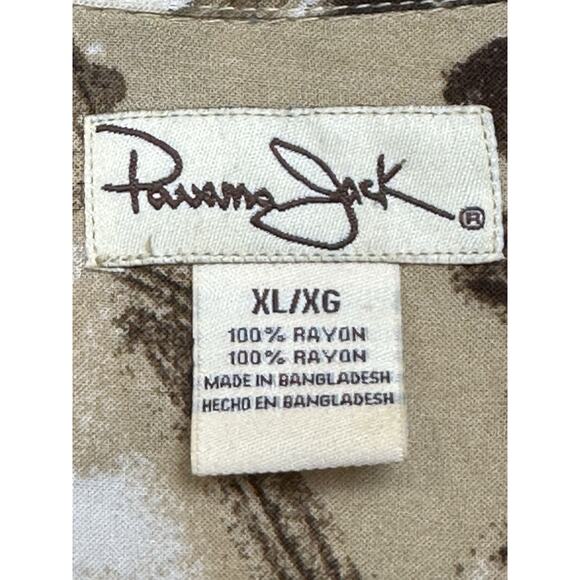 Panama Jack ®
XL/XG
100% RAYON
100% RAYON
MADE IN BANGLADESH
HECHO EN BANGLADESH